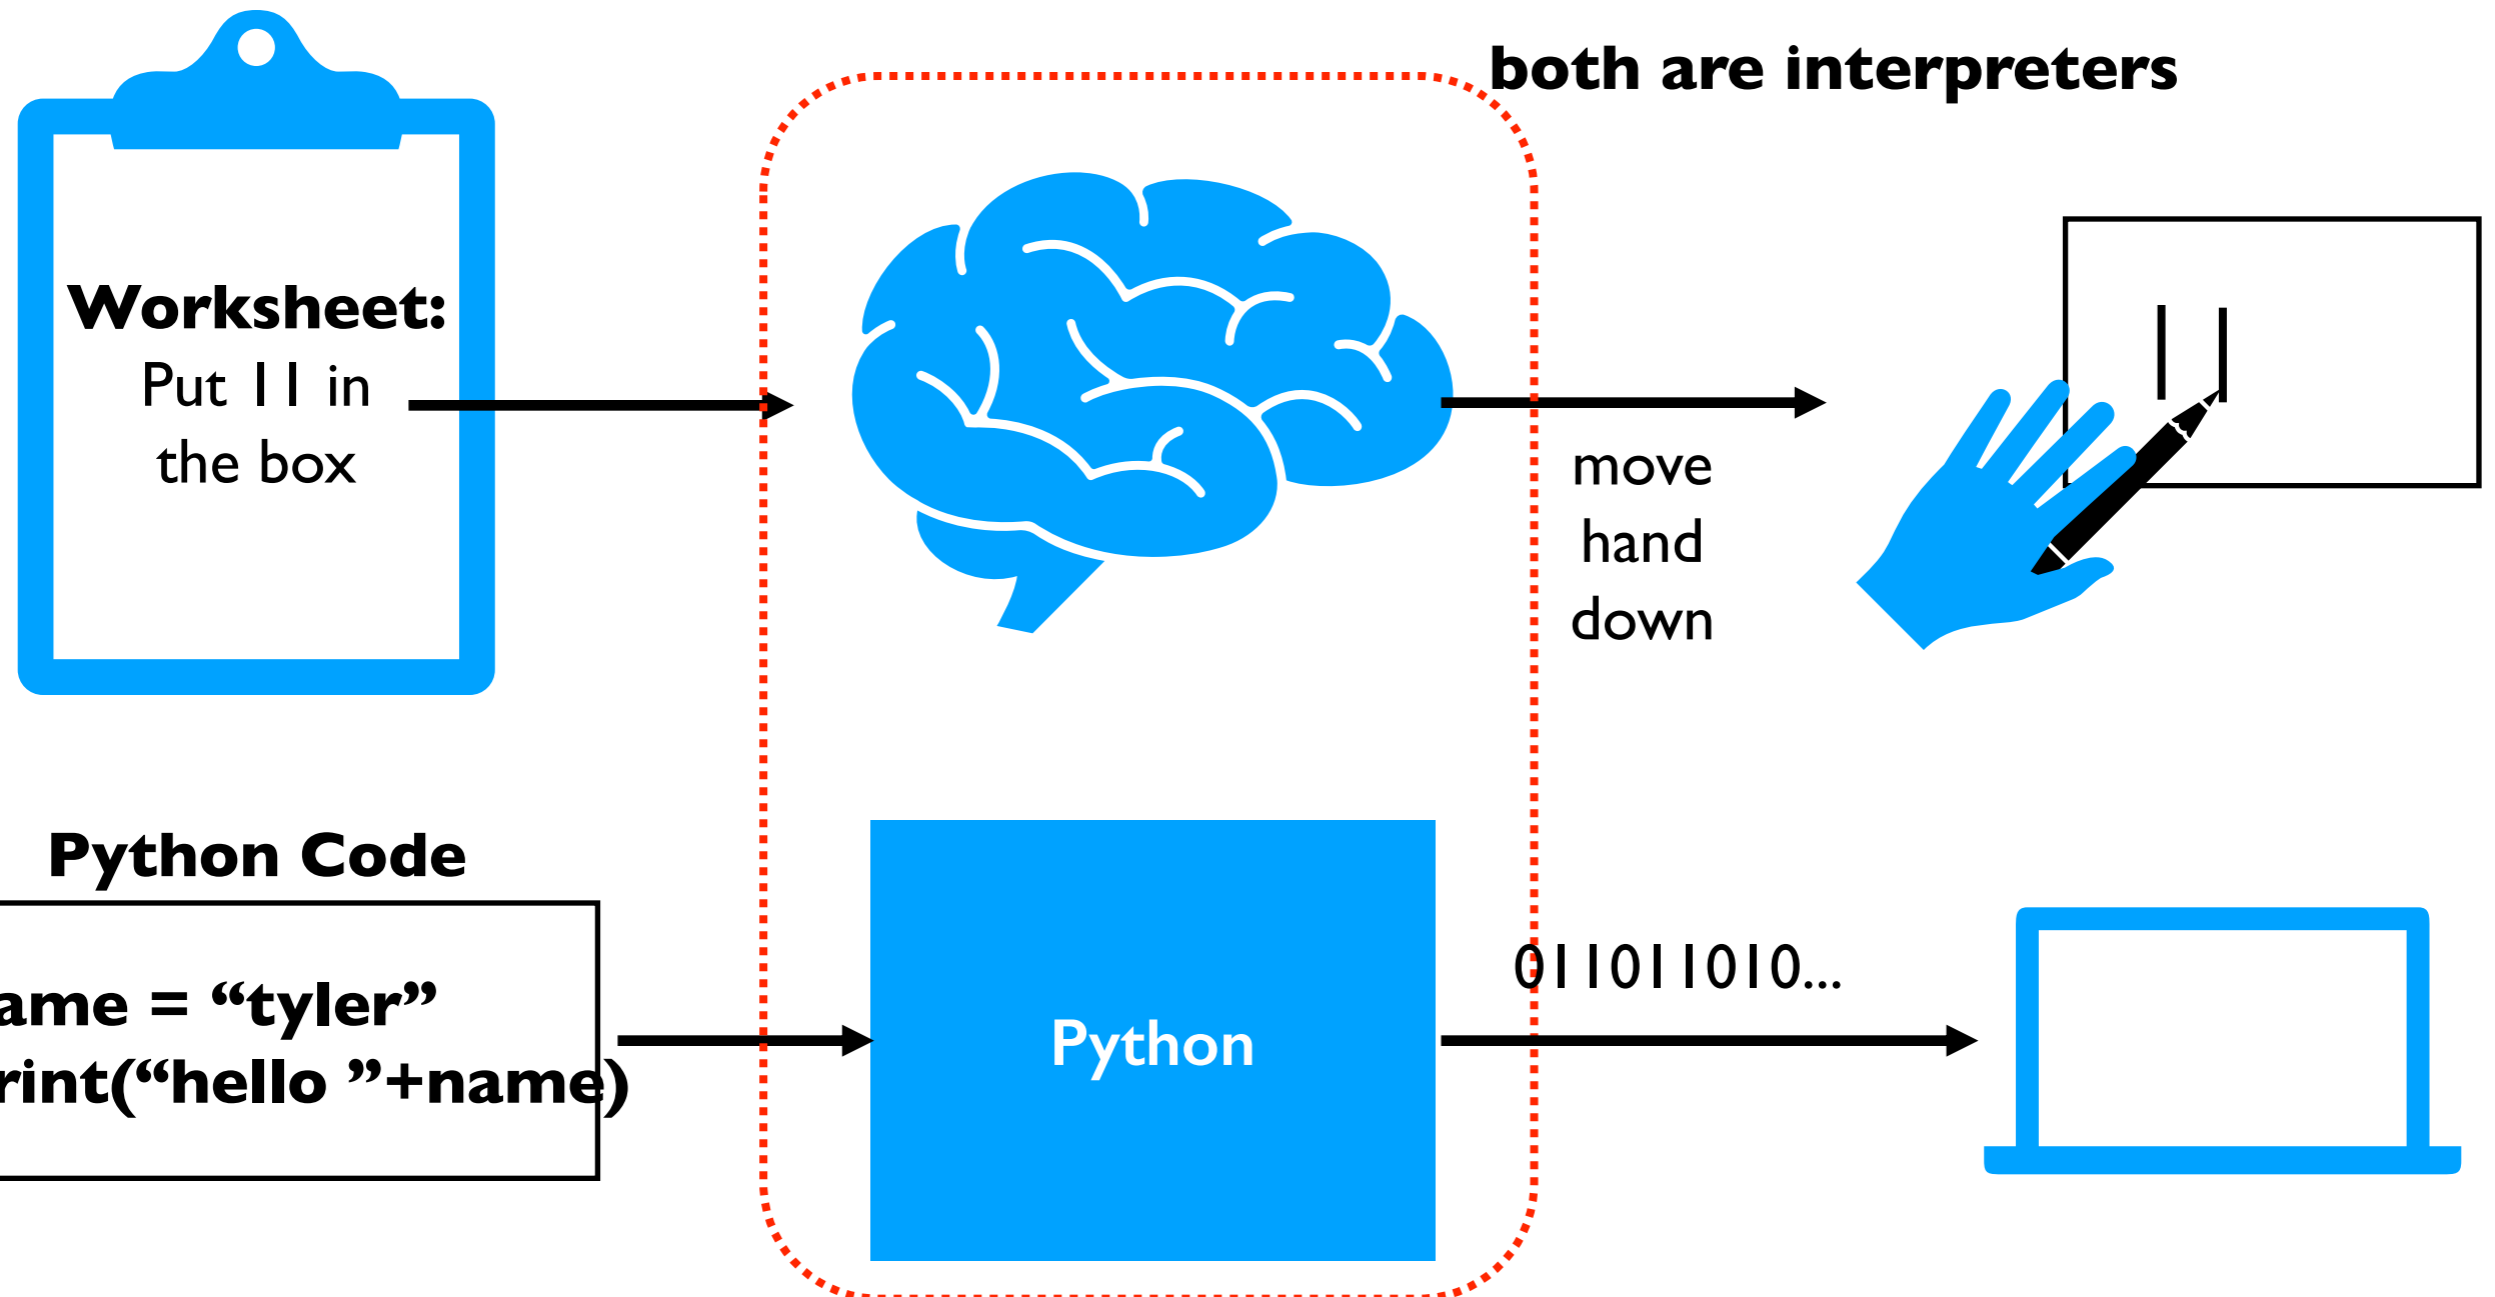 both are interpreters
Worksheet:
Put 11 in
the box
move
hand
down
Python Code
ame = “tyler”
rint(“hello ”+name)
Python
011011010...